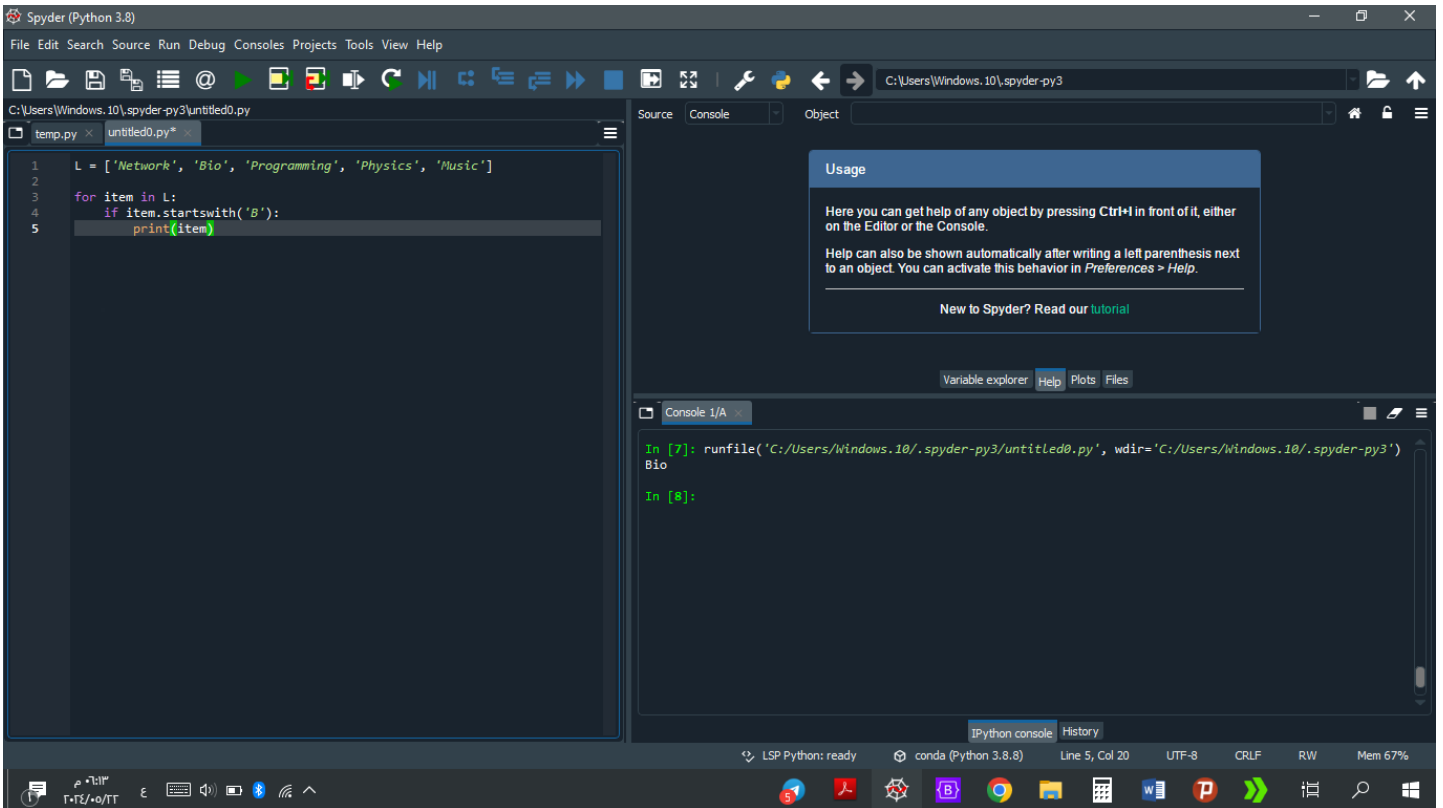 Spyder (Python 3.8)
File Edit Search Source Run Debug Consoles Projects Tools View Help
C:\Users\Windows.10\.spyder-py3
C:\Users\Windows.10\.spyder-py3\untitled0.py
temp.py untitled0.py*
1 L = ['Network', 'Bio', 'Programming', 'Physics', 'Music']
2
3 for item in L:
4 if item.startswith('B'):
5 print(item)
Source Console Object
Usage
Here you can get help of any object by pressing Ctrl+I in front of it, either
on the Editor or the Console.
Help can also be shown automatically after writing a left parenthesis next
to an object. You can activate this behavior in Preferences > Help.
New to Spyder? Read our tutorial
Variable explorer Help Plots Files
Console 1/A
In [7]: runfile('C:/Users/Windows.10/.spyder-py3/untitled0.py', wdir='C:/Users/Windows.10/.spyder-py3')
Bio
In [8]:
IPython console History
LSP Python: ready conda (Python 3.8.8) Line 5, Col 20 UTF-8 CRLF RW Mem 67%
٠٦:١٣ م
٢٠٢٤/٠٥/٢٢
ع